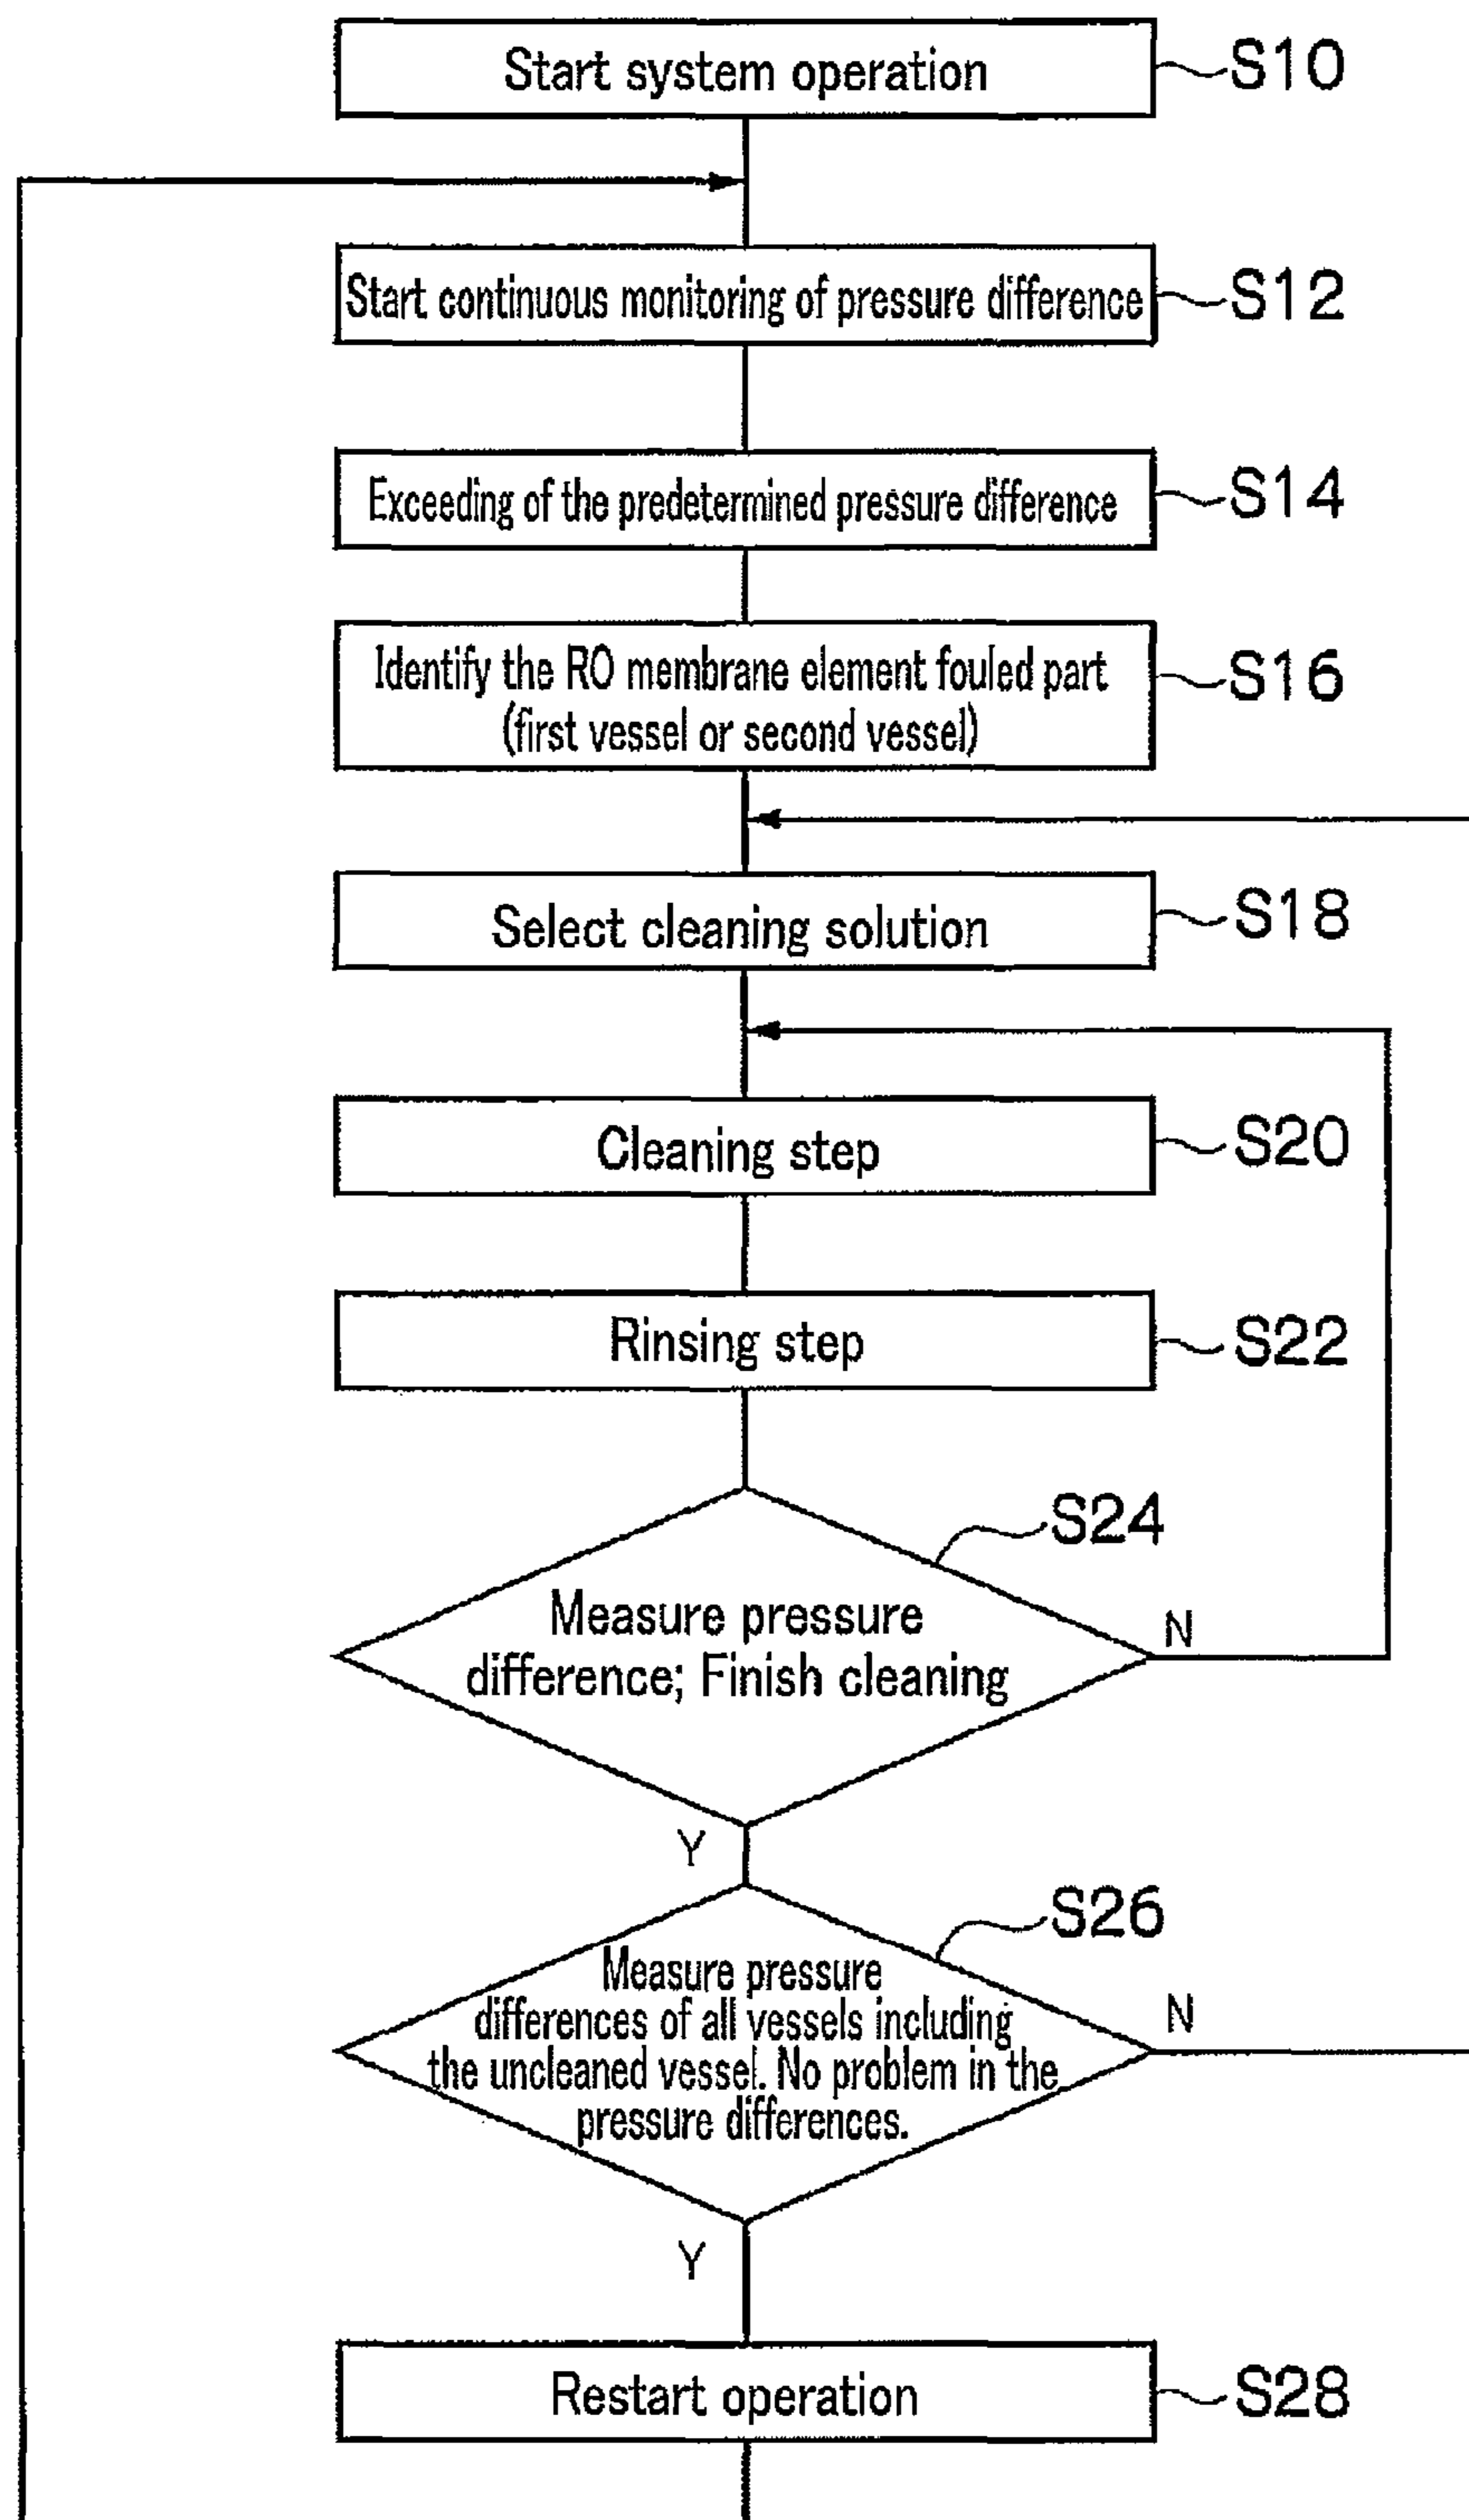 Start system operation
S10
Start continuous monitoring of pressure difference
S12
Exceeding of the predetermined pressure difference
S14
Identify the RO membrane element fouled part
(first vessel or second vessel)
S16
Select cleaning solution
S18
Cleaning step
S20
Rinsing step
S22
S24
Measure pressure
difference; Finish cleaning
N
Y
S26
Measure pressure
differences of all vessels including
the uncleaned vessel. No problem in the
pressure differences.
N
Y
Restart operation
S28